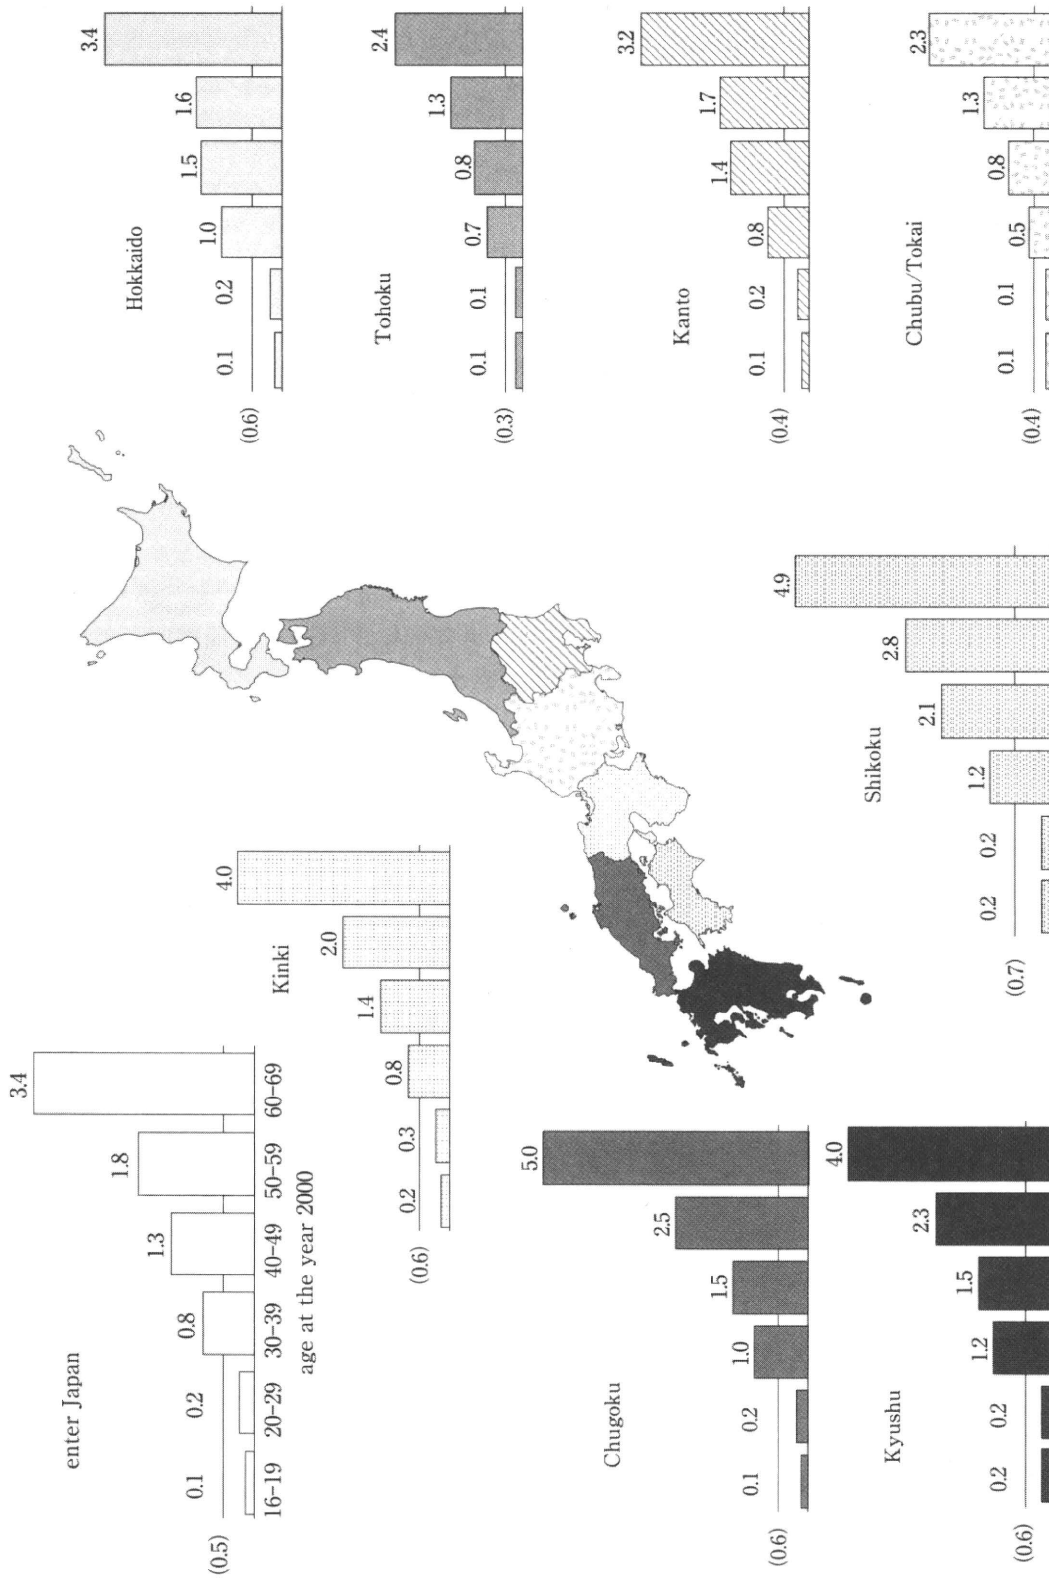 enter Japan
0.1 0.2 0.8 1.3 1.8 3.4
(0.5)
16-19 20-29 30-39 40-49 50-59 60-69
age at the year 2000
Kinki
0.2 0.3 0.8 1.4 2.0 4.0
(0.6)
Hokkaido
0.1 0.2 1.0 1.5 1.6 3.4
(0.6)
Tohoku
0.1 0.1 0.7 0.8 1.3 2.4
(0.3)
Kanto
0.1 0.2 0.8 1.4 1.7 3.2
(0.4)
Chubu/Tokai
0.1 0.1 0.5 0.8 1.3 2.3
(0.4)
Chugoku
0.1 0.2 1.0 1.5 2.5 5.0
(0.6)
Kyushu
0.2 0.2 1.2 1.5 2.3 4.0
(0.6)
Shikoku
0.2 0.2 1.2 2.1 2.8 4.9
(0.7)